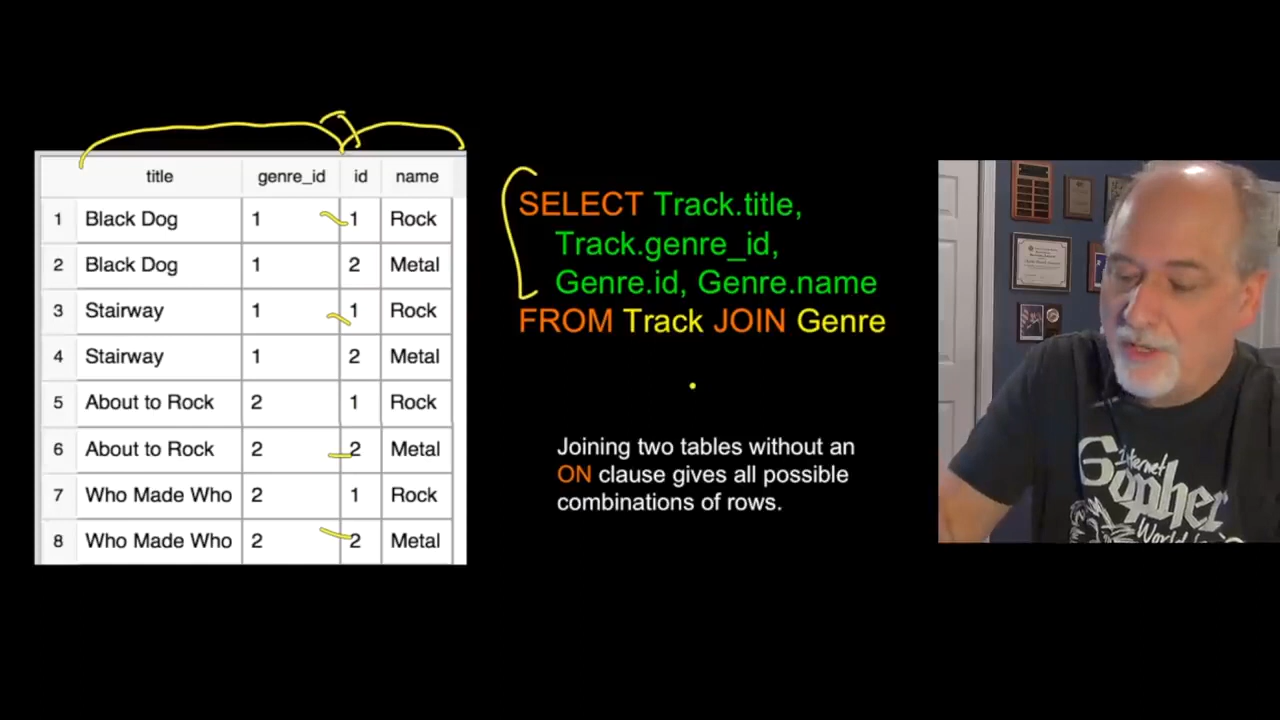 title genre_id id name
1 Black Dog 1 1 Rock
2 Black Dog 1 2 Metal
3 Stairway 1 1 Rock
4 Stairway 1 2 Metal
5 About to Rock 2 1 Rock
6 About to Rock 2 2 Metal
7 Who Made Who 2 1 Rock
8 Who Made Who 2 2 Metal
SELECT Track.title,
Track.genre_id,
Genre.id, Genre.name
FROM Track JOIN Genre
Joining two tables without an
ON clause gives all possible
combinations of rows.
Internet
Gopher
World